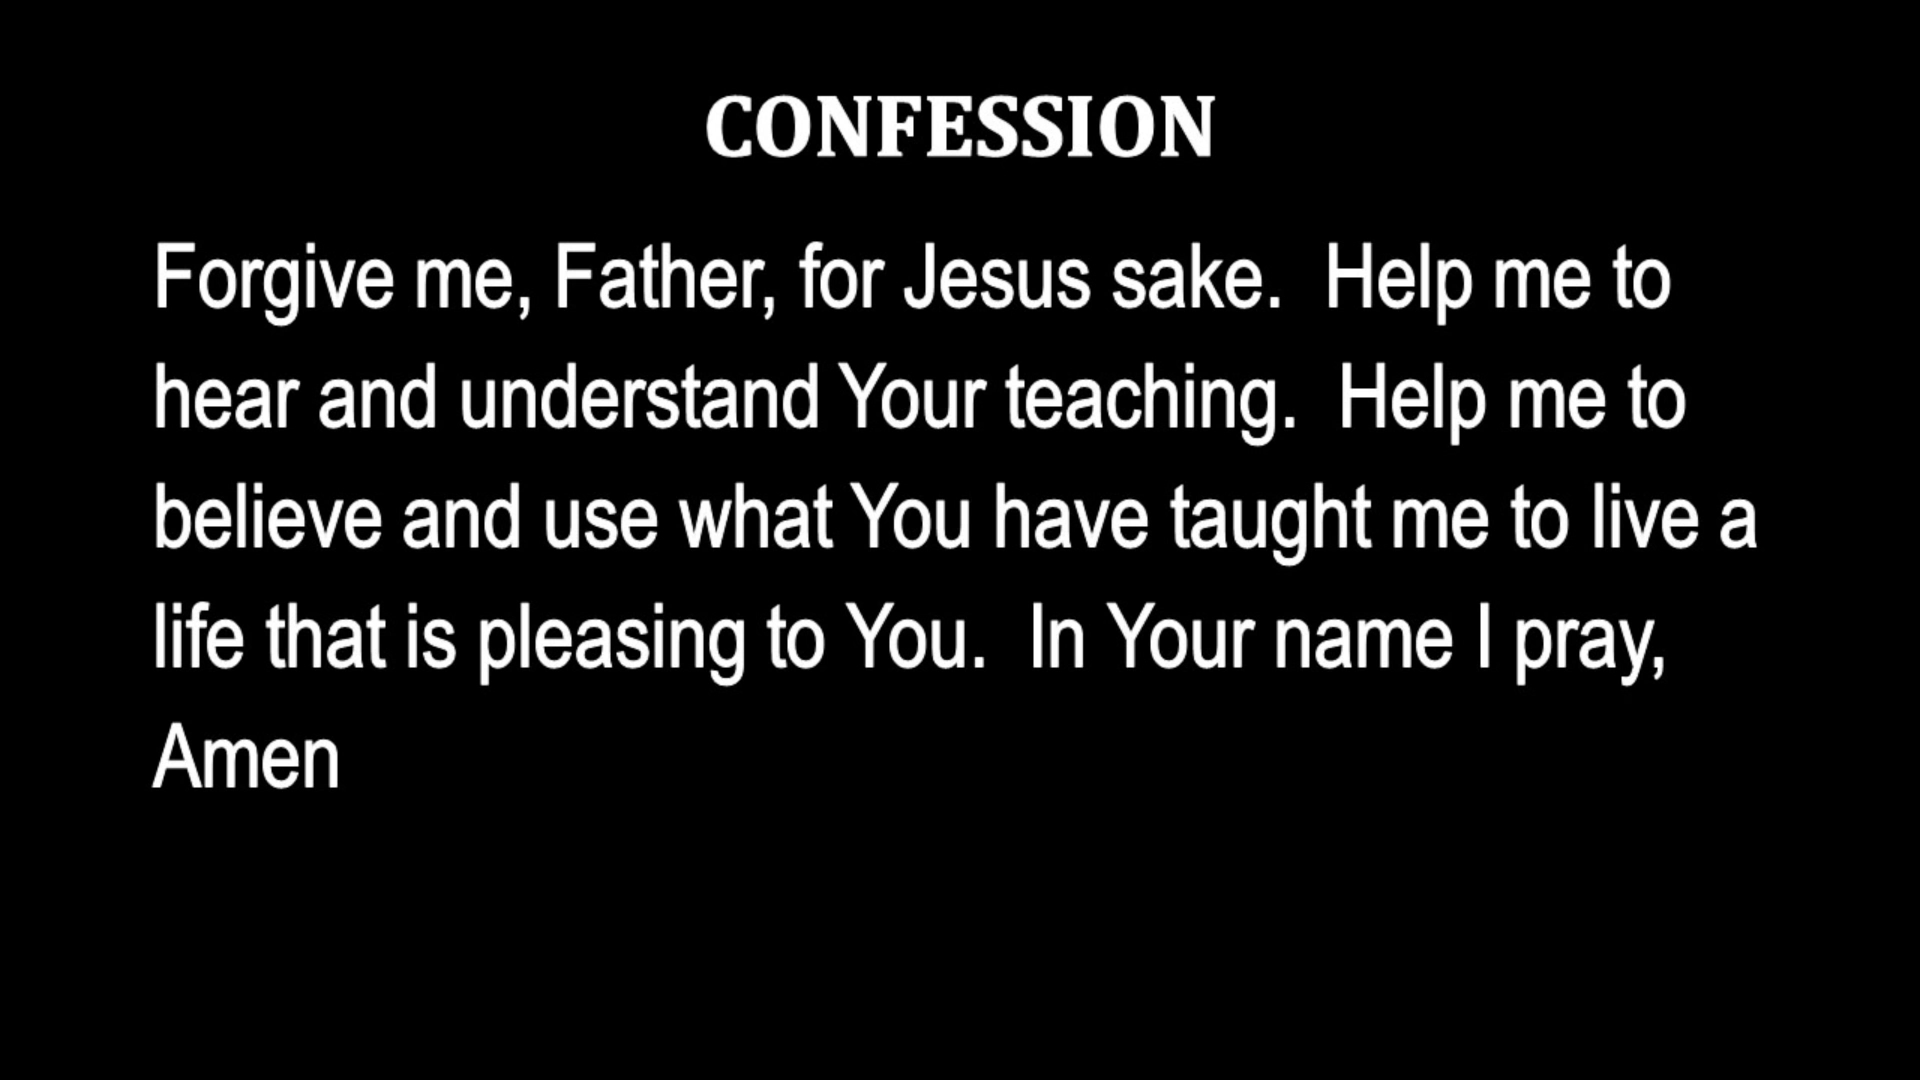 CONFESSION
Forgive me, Father, for Jesus sake.  Help me to
hear and understand Your teaching.  Help me to
believe and use what You have taught me to live a
life that is pleasing to You.  In Your name I pray,
Amen